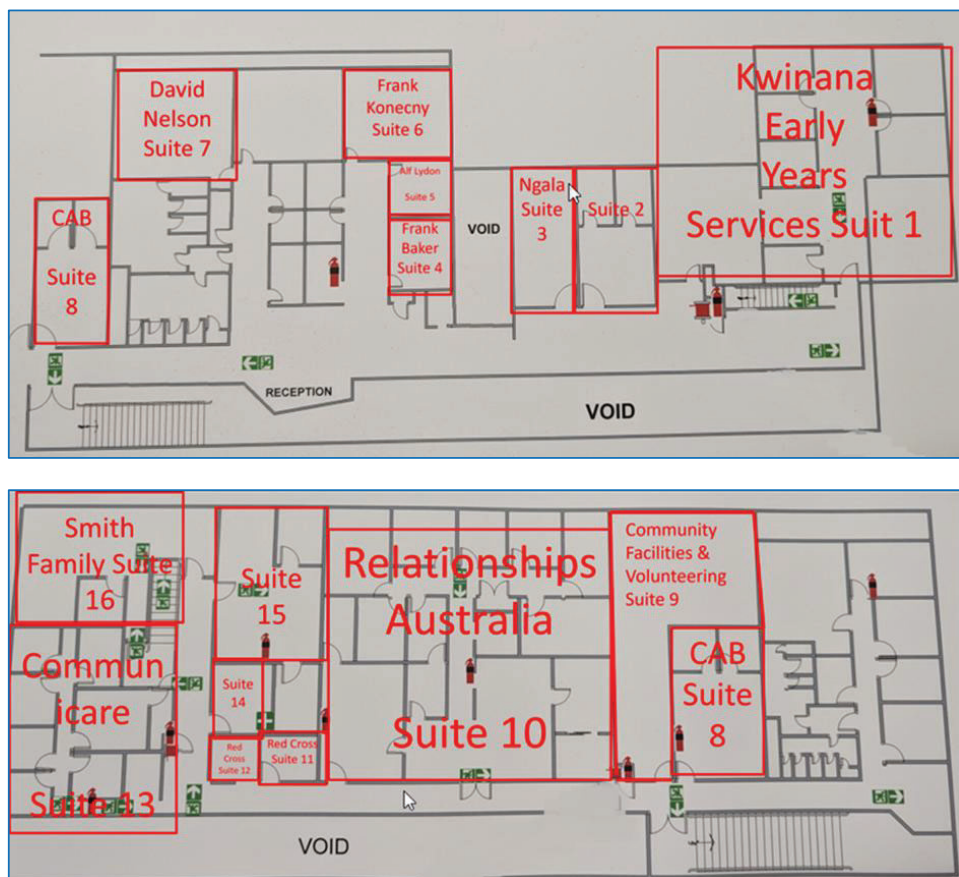 David
Nelson
Suite 7
Frank
Konecny
Suite 6
Kwinana
Early
Years
Services Suit 1
Alf Lydon
Suite 5
Ngala
Suite
3
Suite 2
CAB
Suite
8
Frank
Baker
Suite 4
VOID
RECEPTION
VOID
Smith
Family Suite
16
Suite
15
Relationships
Australia
Suite 10
Community
Facilities &
Volunteering
Suite 9
Commun
icare
Suite 13
Suite
14
CAB
Suite
8
Red
Cross
Suite 12
Red Cross
Suite 11
VOID